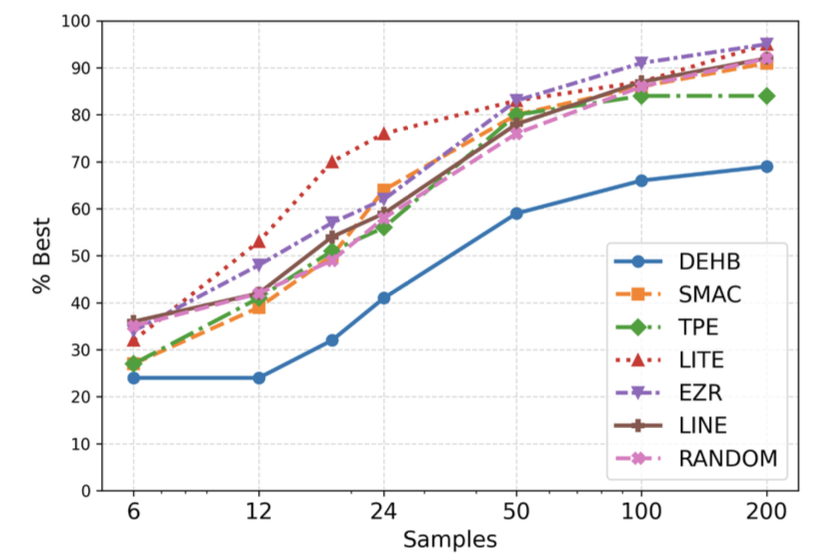 100
90
80
70
60
50
40
30
20
10
0
% Best
6 12 24 50 100 200
Samples
DEHB
SMAC
TPE
LITE
EZR
LINE
RANDOM